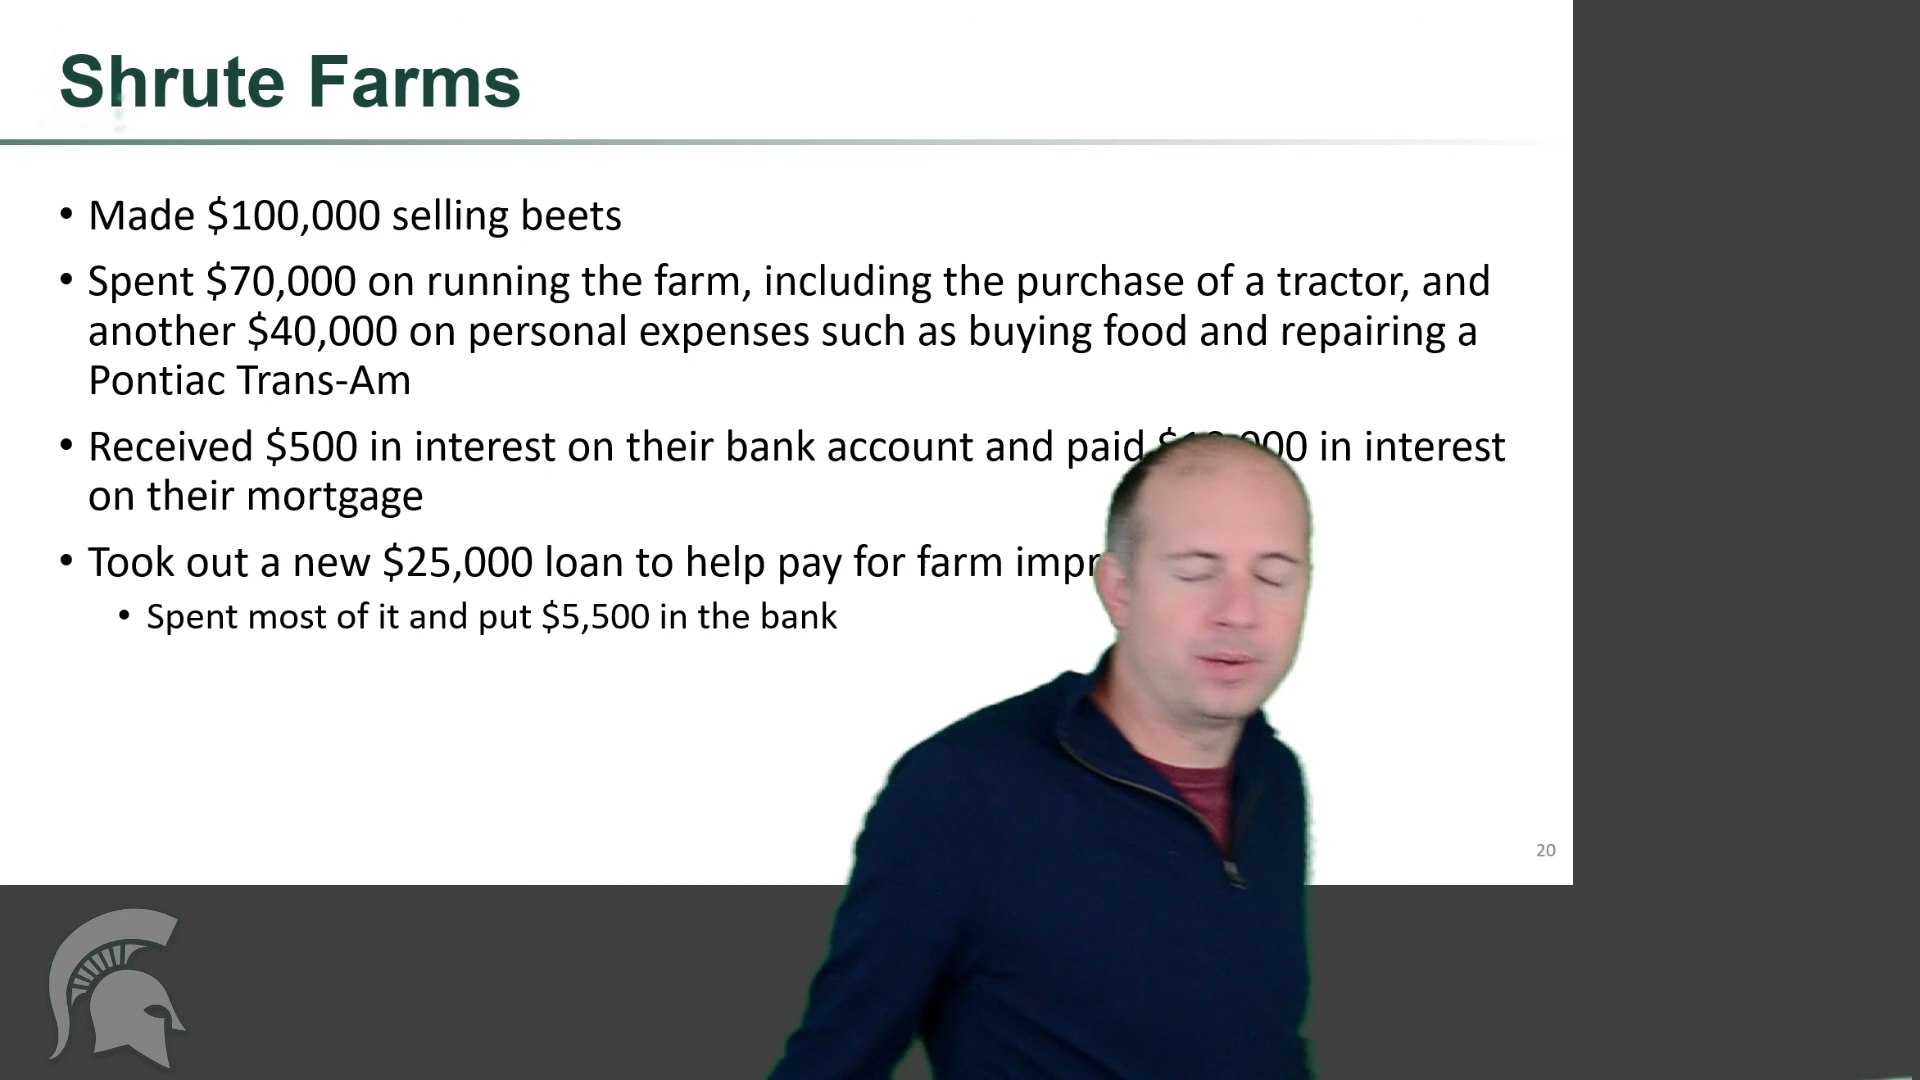 Shrute Farms
• Made $100,000 selling beets
• Spent $70,000 on running the farm, including the purchase of a tractor, and
another $40,000 on personal expenses such as buying food and repairing a
Pontiac Trans-Am
• Received $500 in interest on their bank account and paid in interest
on their mortgage
• Took out a new $25,000 loan to help pay for farm
• Spent most of it and put $5,500 in the bank
20